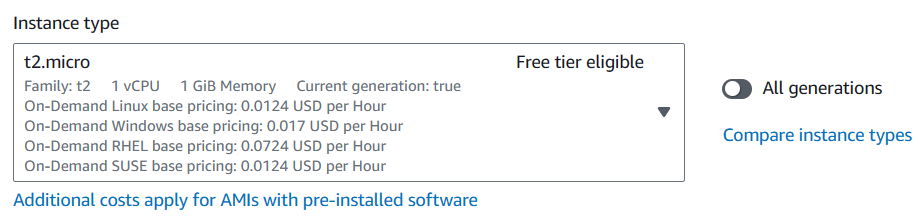 Instance type
t2.micro Free tier eligible
Family: t2 1 vCPU 1 GiB Memory Current generation: true
On-Demand Linux base pricing: 0.0124 USD per Hour
On-Demand Windows base pricing: 0.017 USD per Hour
On-Demand RHEL base pricing: 0.0724 USD per Hour
On-Demand SUSE base pricing: 0.0124 USD per Hour
All generations
Compare instance types
Additional costs apply for AMIs with pre-installed software